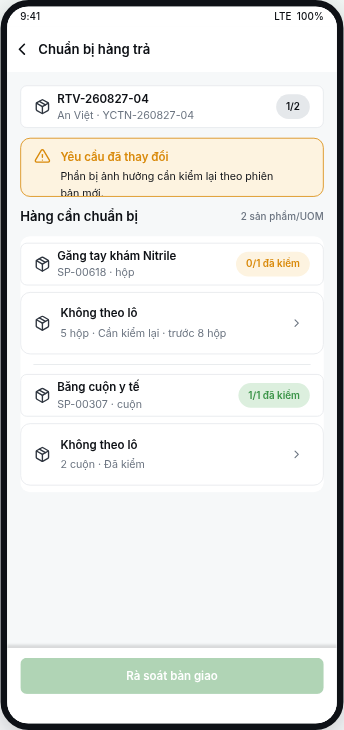 9:41
LTE 100%
Chuẩn bị hàng trả
RTV-260827-04
An Việt · YCTN-260827-04
1/2
Yêu cầu đã thay đổi
Phần bị ảnh hưởng cần kiểm lại theo phiên
bản mới.
Hàng cần chuẩn bị
2 sản phẩm/UOM
Găng tay khám Nitrile
SP-00618 · hộp
0/1 đã kiểm
Không theo lô
5 hộp · Cần kiểm lại · trước 8 hộp
Băng cuộn y tế
SP-00307 · cuộn
1/1 đã kiểm
Không theo lô
2 cuộn · Đã kiểm
Rà soát bàn giao